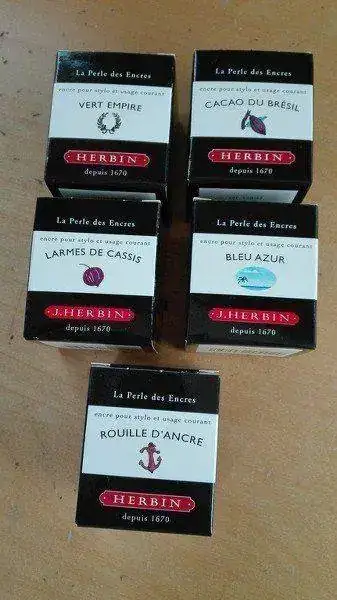 La Perle des Encres
encre pour stylo et usage courant
VERT EMPIRE
HERBIN
depuis 1670
La Perle des Encres
encre pour stylo et usage courant
CACAO DU BRÉSIL
HERBIN
depuis 1670
La Perle des Encres
encre pour stylo et usage courant
LARMES DE CASSIS
J.HERBIN
depuis 1670
La Perle des Encres
encre pour stylo et usage courant
BLEU AZUR
J.HERBIN
depuis 1670
La Perle des Encres
encre pour stylo et usage courant
ROUILLE D'ANCRE
HERBIN
depuis 1670